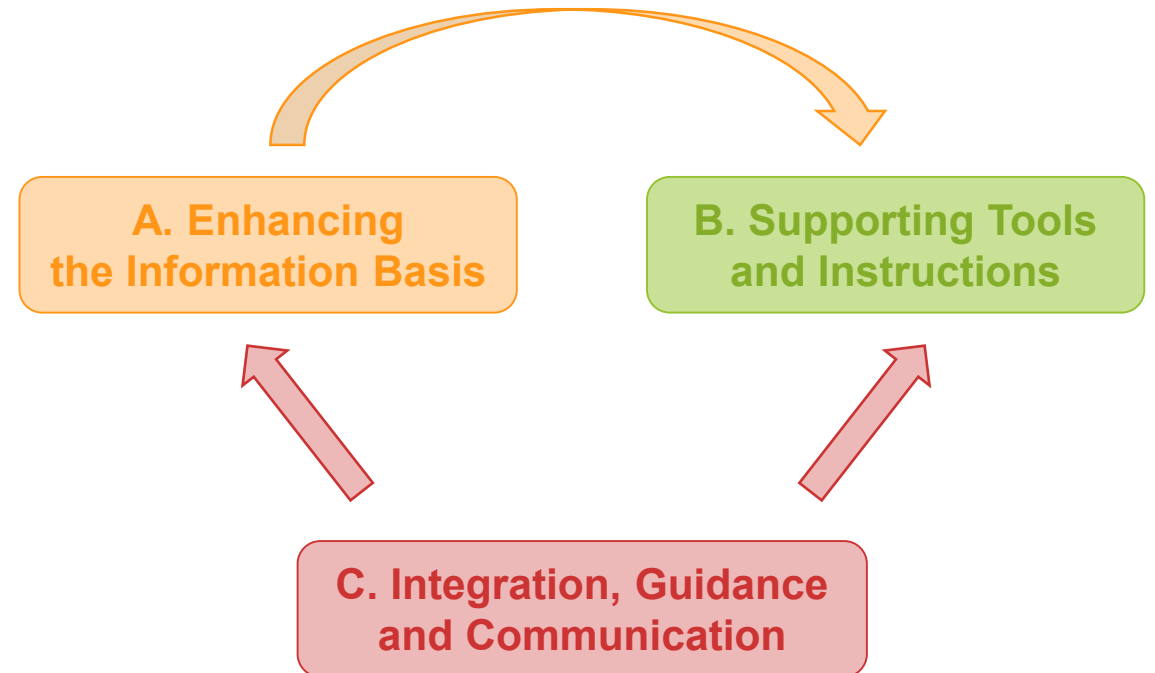 A. Enhancing
the Information Basis
B. Supporting Tools
and Instructions
C. Integration, Guidance
and Communication